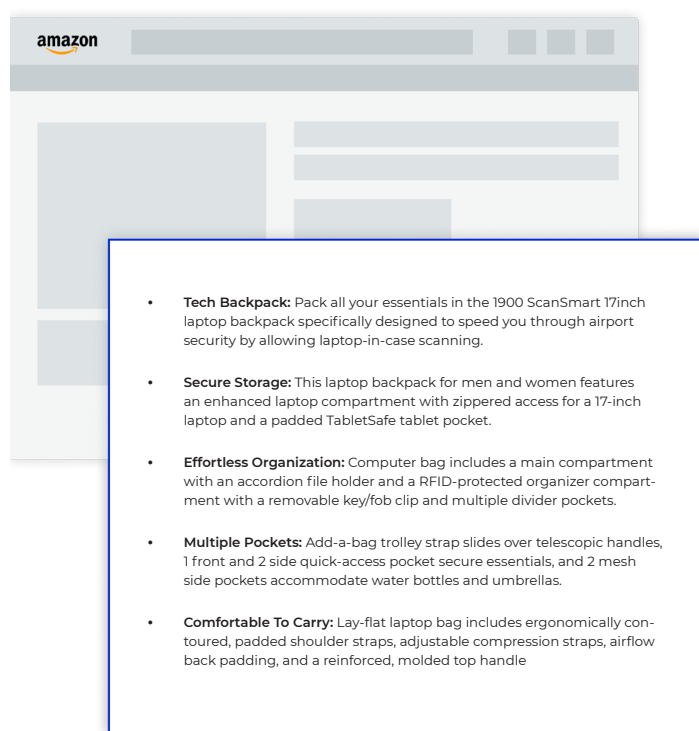 amazon
• Tech Backpack: Pack all your essentials in the 1900 ScanSmart 17inch
laptop backpack specifically designed to speed you through airport
security by allowing laptop-in-case scanning.
• Secure Storage: This laptop backpack for men and women features
an enhanced laptop compartment with zippered access for a 17-inch
laptop and a padded TabletSafe tablet pocket.
• Effortless Organization: Computer bag includes a main compartment
with an accordion file holder and a RFID-protected organizer compart-
ment with a removable key/fob clip and multiple divider pockets.
• Multiple Pockets: Add-a-bag trolley strap slides over telescopic handles,
1 front and 2 side quick-access pocket secure essentials, and 2 mesh
side pockets accommodate water bottles and umbrellas.
• Comfortable To Carry: Lay-flat laptop bag includes ergonomically con-
toured, padded shoulder straps, adjustable compression straps, airflow
back padding, and a reinforced, molded top handle